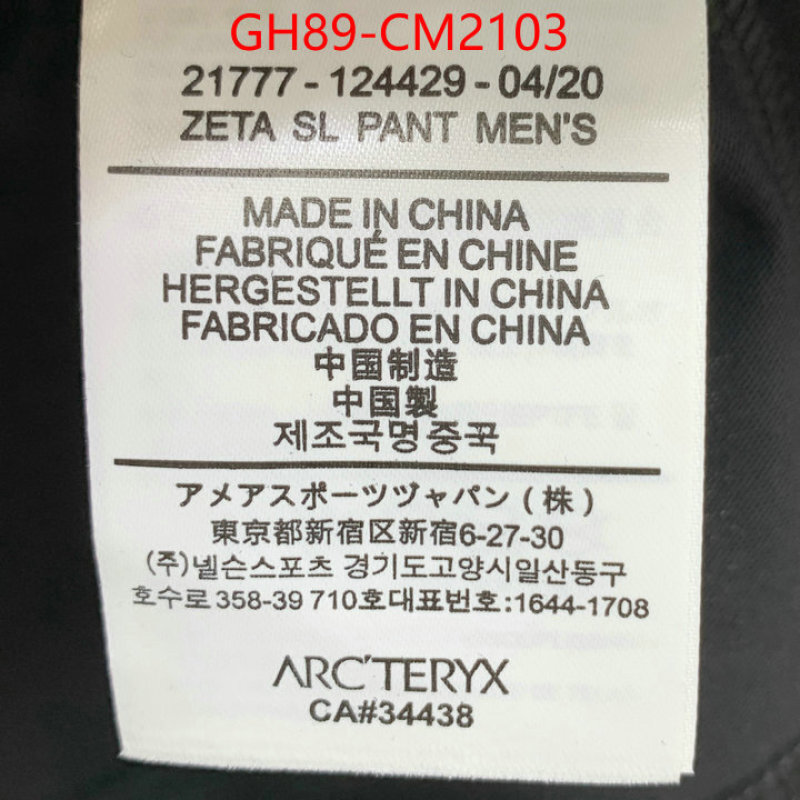 GH89-CM2103
21777 - 124429 - 04/20
ZETA SL PANT MEN'S
MADE IN CHINA
FABRIQUÉ EN CHINE
HERGESTELLT IN CHINA
FABRICADO EN CHINA
中国制造
中国製
제조국명중꾹
アメアスポーツヅャパン(株)
東京都新宿区新宿6-27-30
(주)넬슨스포츠 경기도고양시일산동구
호수로358-39 710호대표번호:1644-1708
ARC'TERYX
CA#34438